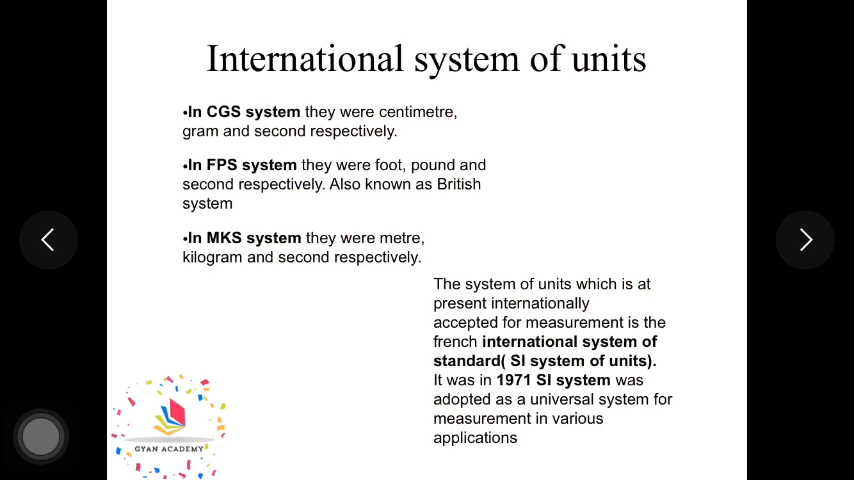 International system of units
•In CGS system they were centimetre,
gram and second respectively.
•In FPS system they were foot, pound and
second respectively. Also known as British
system
•In MKS system they were metre,
kilogram and second respectively.
The system of units which is at
present internationally
accepted for measurement is the
french international system of
standard( SI system of units).
It was in 1971 SI system was
adopted as a universal system for
measurement in various
applications
GYAN ACADEMY